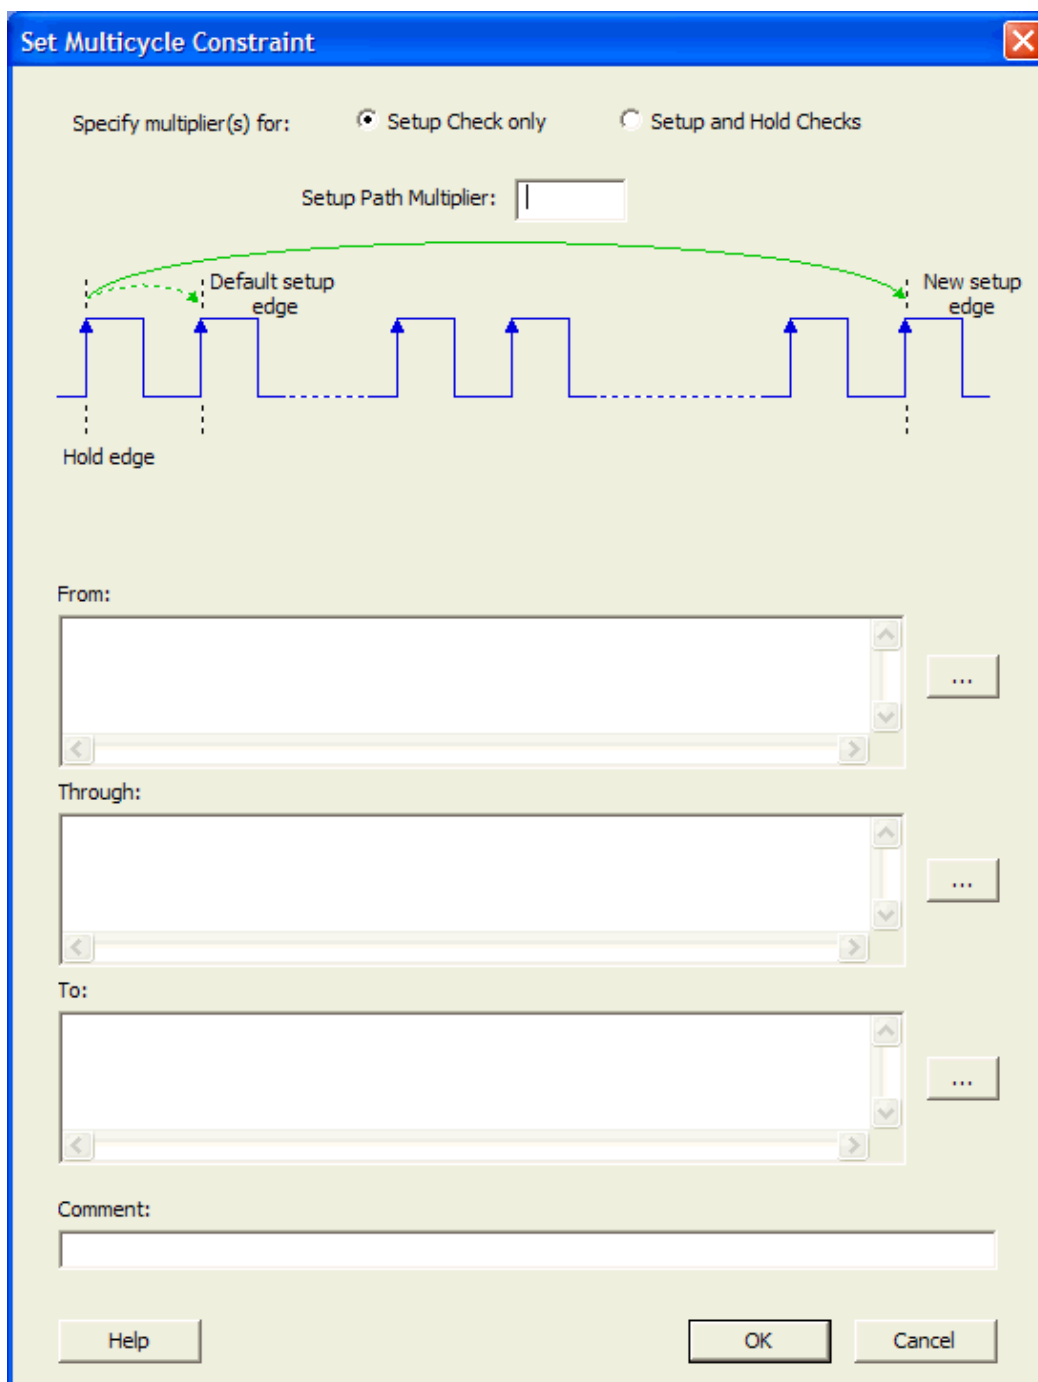 Set Multicycle Constraint
Specify multiplier(s) for: Setup Check only Setup and Hold Checks
Setup Path Multiplier:
Default setup edge
New setup edge
Hold edge
From:
...
Through:
...
To:
...
Comment:
Help OK Cancel